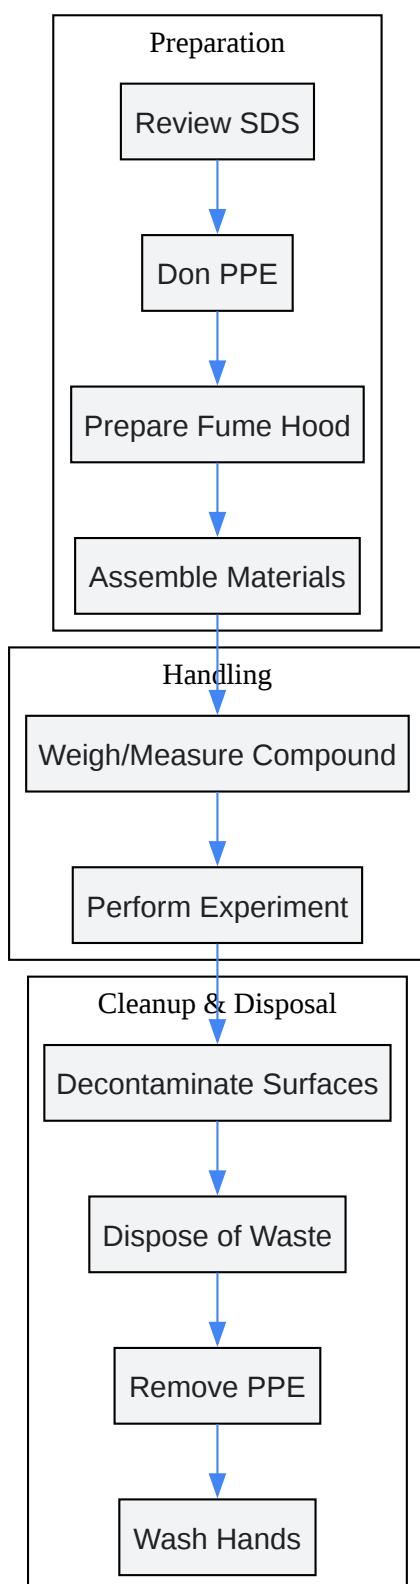 Preparation
Review SDS
Don PPE
Prepare Fume Hood
Assemble Materials
Handling
Weigh/Measure Compound
Perform Experiment
Cleanup & Disposal
Decontaminate Surfaces
Dispose of Waste
Remove PPE
Wash Hands